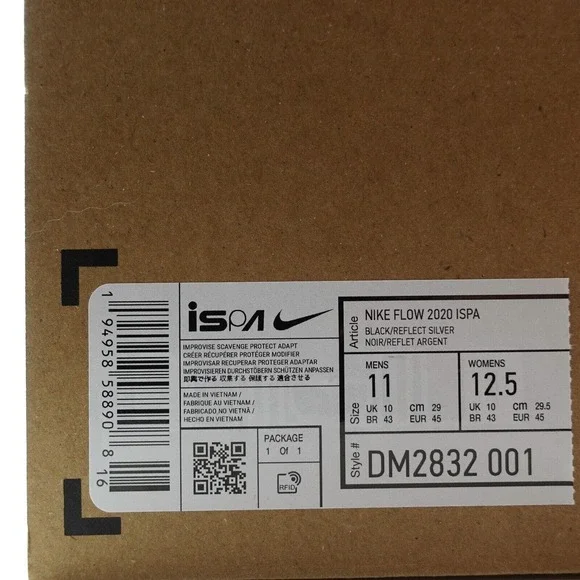 ISPA
IMPROVISE SCAVENGE PROTECT ADAPT
CRÉER RÉCUPÉRER PROTÉGER MODIFIER
IMPROVISAR RECUPERAR PROTEGER ADAPTAR
IMPROVISIEREN DURCHSTÖBERN SCHÜTZEN ANPASSEN
即興で作る 収集する 保護する 適合させる
MADE IN VIETNAM /
FABRIQUÉ AU VIETNAM /
FABRICADO NO VIETNÃ /
HECHO EN VIETNAM
PACKAGE
1 Of 1
RFID
Article
NIKE FLOW 2020 ISPA
BLACK/REFLECT SILVER
NOIR/REFLET ARGENT
Size
MENS
11
UK 10 cm 29
BR 43 EUR 45
WOMENS
12.5
UK 10 cm 29.5
BR 43 EUR 45
Style #
DM2832 001
1 94958 58890 8 16